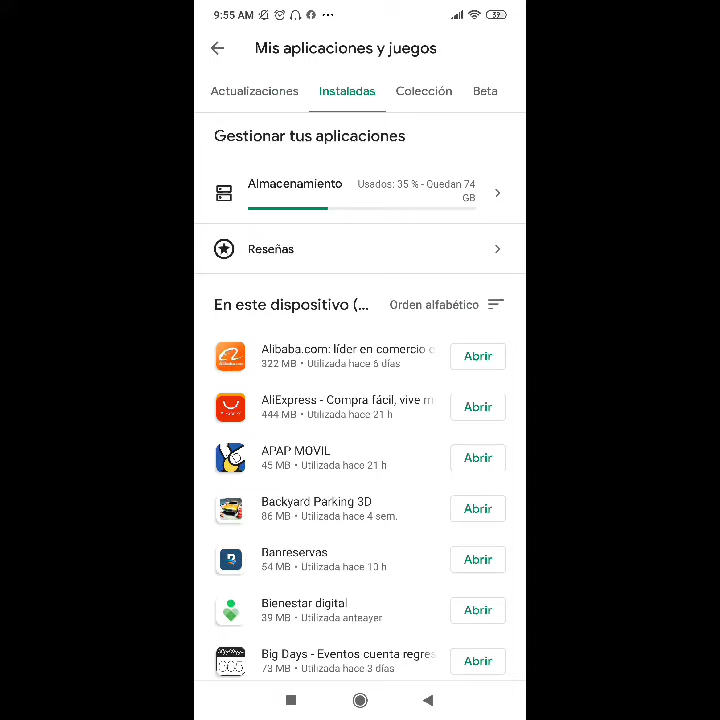 9:55 AM 39
Mis aplicaciones y juegos
Actualizaciones Instaladas Colección Beta
Gestionar tus aplicaciones
Almacenamiento Usados: 35 % - Quedan 74
GB
Reseñas
En este dispositivo (... Orden alfabético
Alibaba.com: líder en comercio e
322 MB • Utilizada hace 6 días
Abrir
AliExpress - Compra fácil, vive m
444 MB • Utilizada hace 21 h
Abrir
APAP MOVIL
45 MB • Utilizada hace 21 h
Abrir
Backyard Parking 3D
86 MB • Utilizada hace 4 sem.
Abrir
Banreservas
54 MB • Utilizada hace 10 h
Abrir
Bienestar digital
39 MB • Utilizada anteayer
Abrir
Big Days - Eventos cuenta regres
73 MB • Utilizada hace 3 días
Abrir